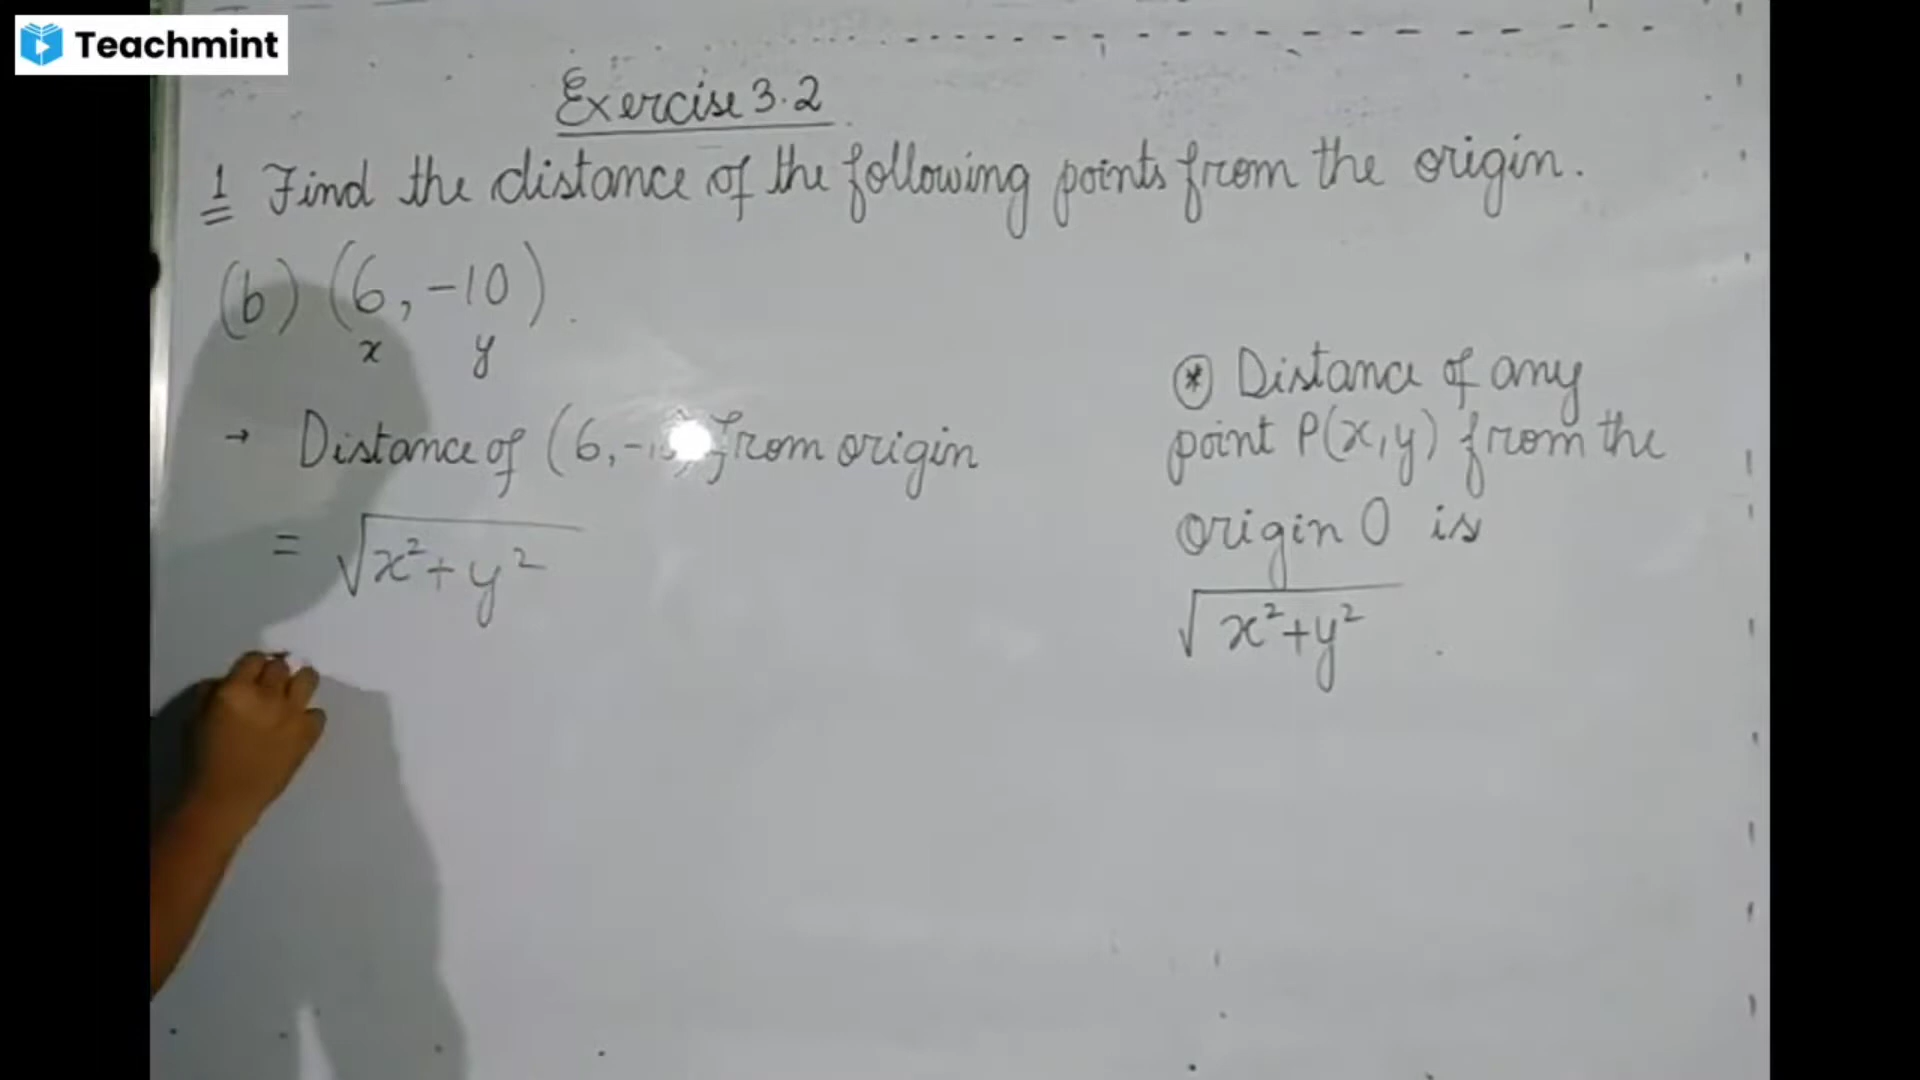 Teachmint
Exercise 3.2
1 Find the distance of the following points from the origin.
(b) (6, -10)
x y
→ Distance of (6, -10) from origin
= √x²+y²
⊛ Distance of any
point P(x,y) from the
origin O is
√x²+y²